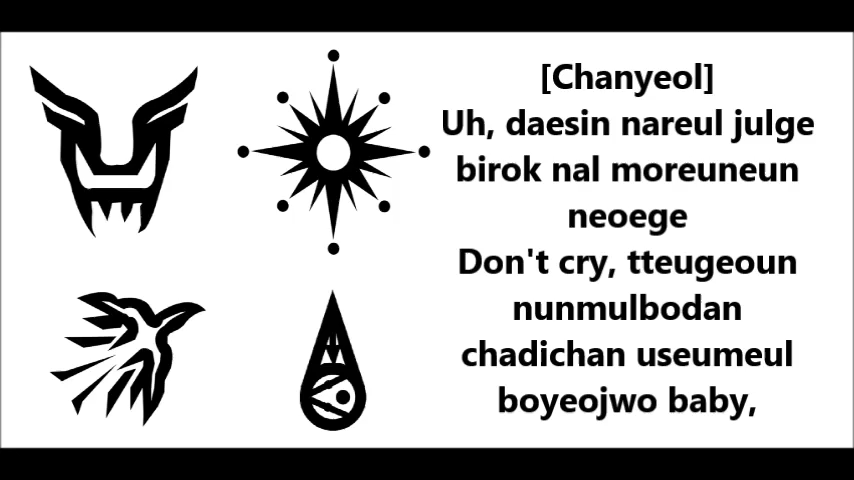 [Chanyeol]
Uh, daesin nareul julge
birok nal moreuneun
neoege
Don't cry, tteugeoun
nunmulbodan
chadichan useumeul
boyeojwo baby,